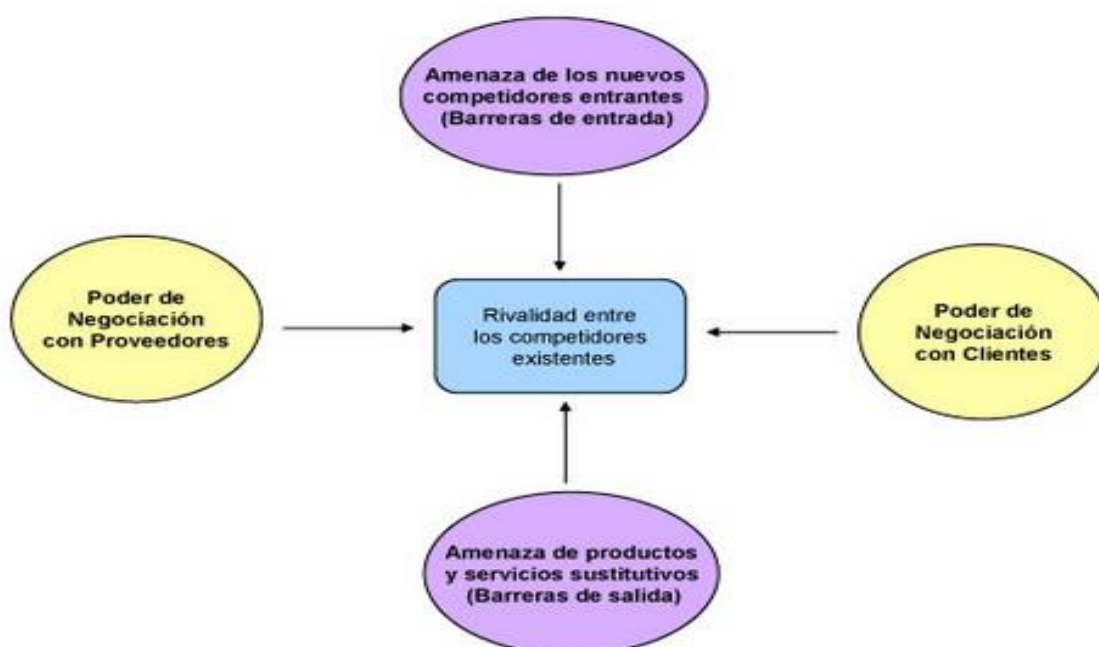 Amenaza de los nuevos
competidores entrantes
(Barreras de entrada)
Poder de
Negociación
con Proveedores
Rivalidad entre
los competidores
existentes
Poder de
Negociación
con Clientes
Amenaza de productos
y servicios sustitutivos
(Barreras de salida)